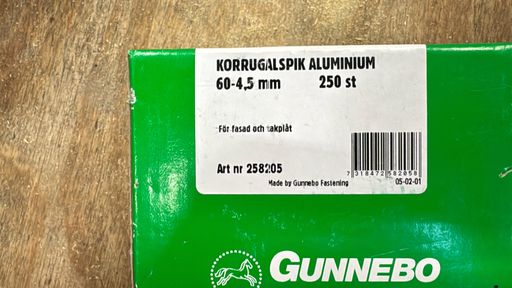 KORRUGALSPIK ALUMINIUM
60-4,5 mm 250 st
För fasad och takplåt
Art nr 258205
7 318472 582058
Made by Gunnebo Fastening 05-02-01
GUNNEBO